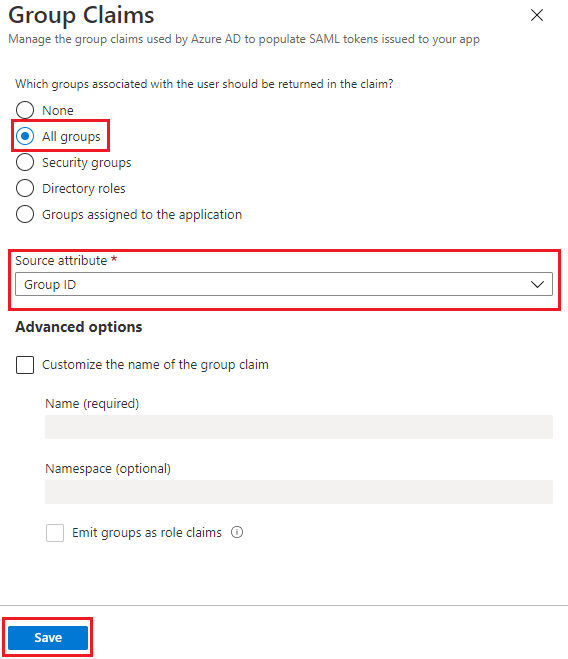 Group Claims
Manage the group claims used by Azure AD to populate SAML tokens issued to your app
Which groups associated with the user should be returned in the claim?
None
All groups
Security groups
Directory roles
Groups assigned to the application
Source attribute *
Group ID
Advanced options
Customize the name of the group claim
Name (required)
Namespace (optional)
Emit groups as role claims
Save